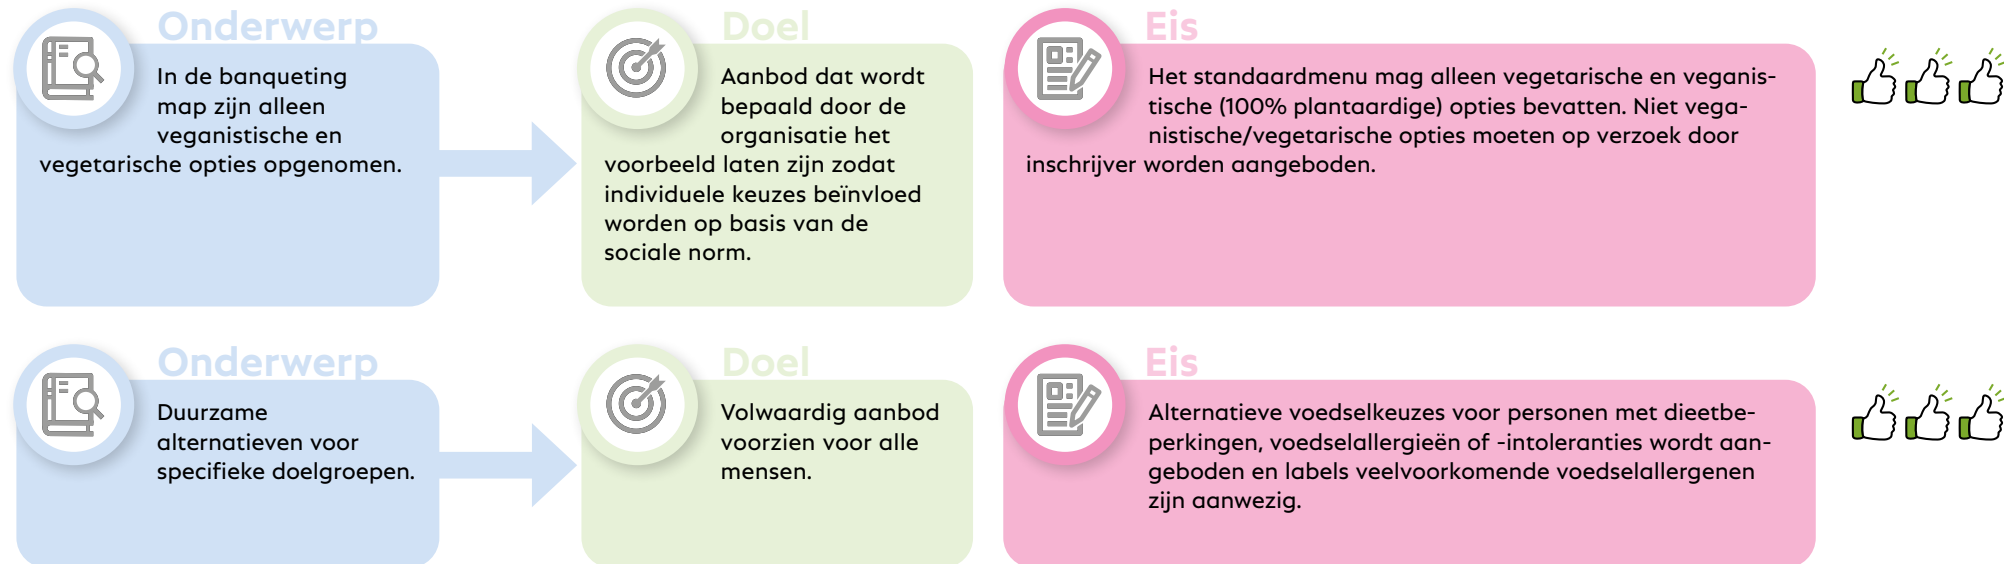 Onderwerp
In de banqueting
map zijn alleen
veganistische en
vegetarische opties opgenomen.
Doel
Aanbod dat wordt
bepaald door de
organisatie het
voorbeeld laten zijn zodat
individuele keuzes beïnvloed
worden op basis van de
sociale norm.
Eis
Het standaardmenu mag alleen vegetarische en veganis-
tische (100% plantaardige) opties bevatten. Niet vega-
nistische/vegetarische opties moeten op verzoek door
inschrijver worden aangeboden.
Onderwerp
Duurzame
alternatieven voor
specifieke doelgroepen.
Doel
Volwaardig aanbod
voorzien voor alle
mensen.
Eis
Alternatieve voedselkeuzes voor personen met dieetbe-
perkingen, voedselallergieën of -intoleranties wordt aan-
geboden en labels veelvoorkomende voedselallergenen
zijn aanwezig.